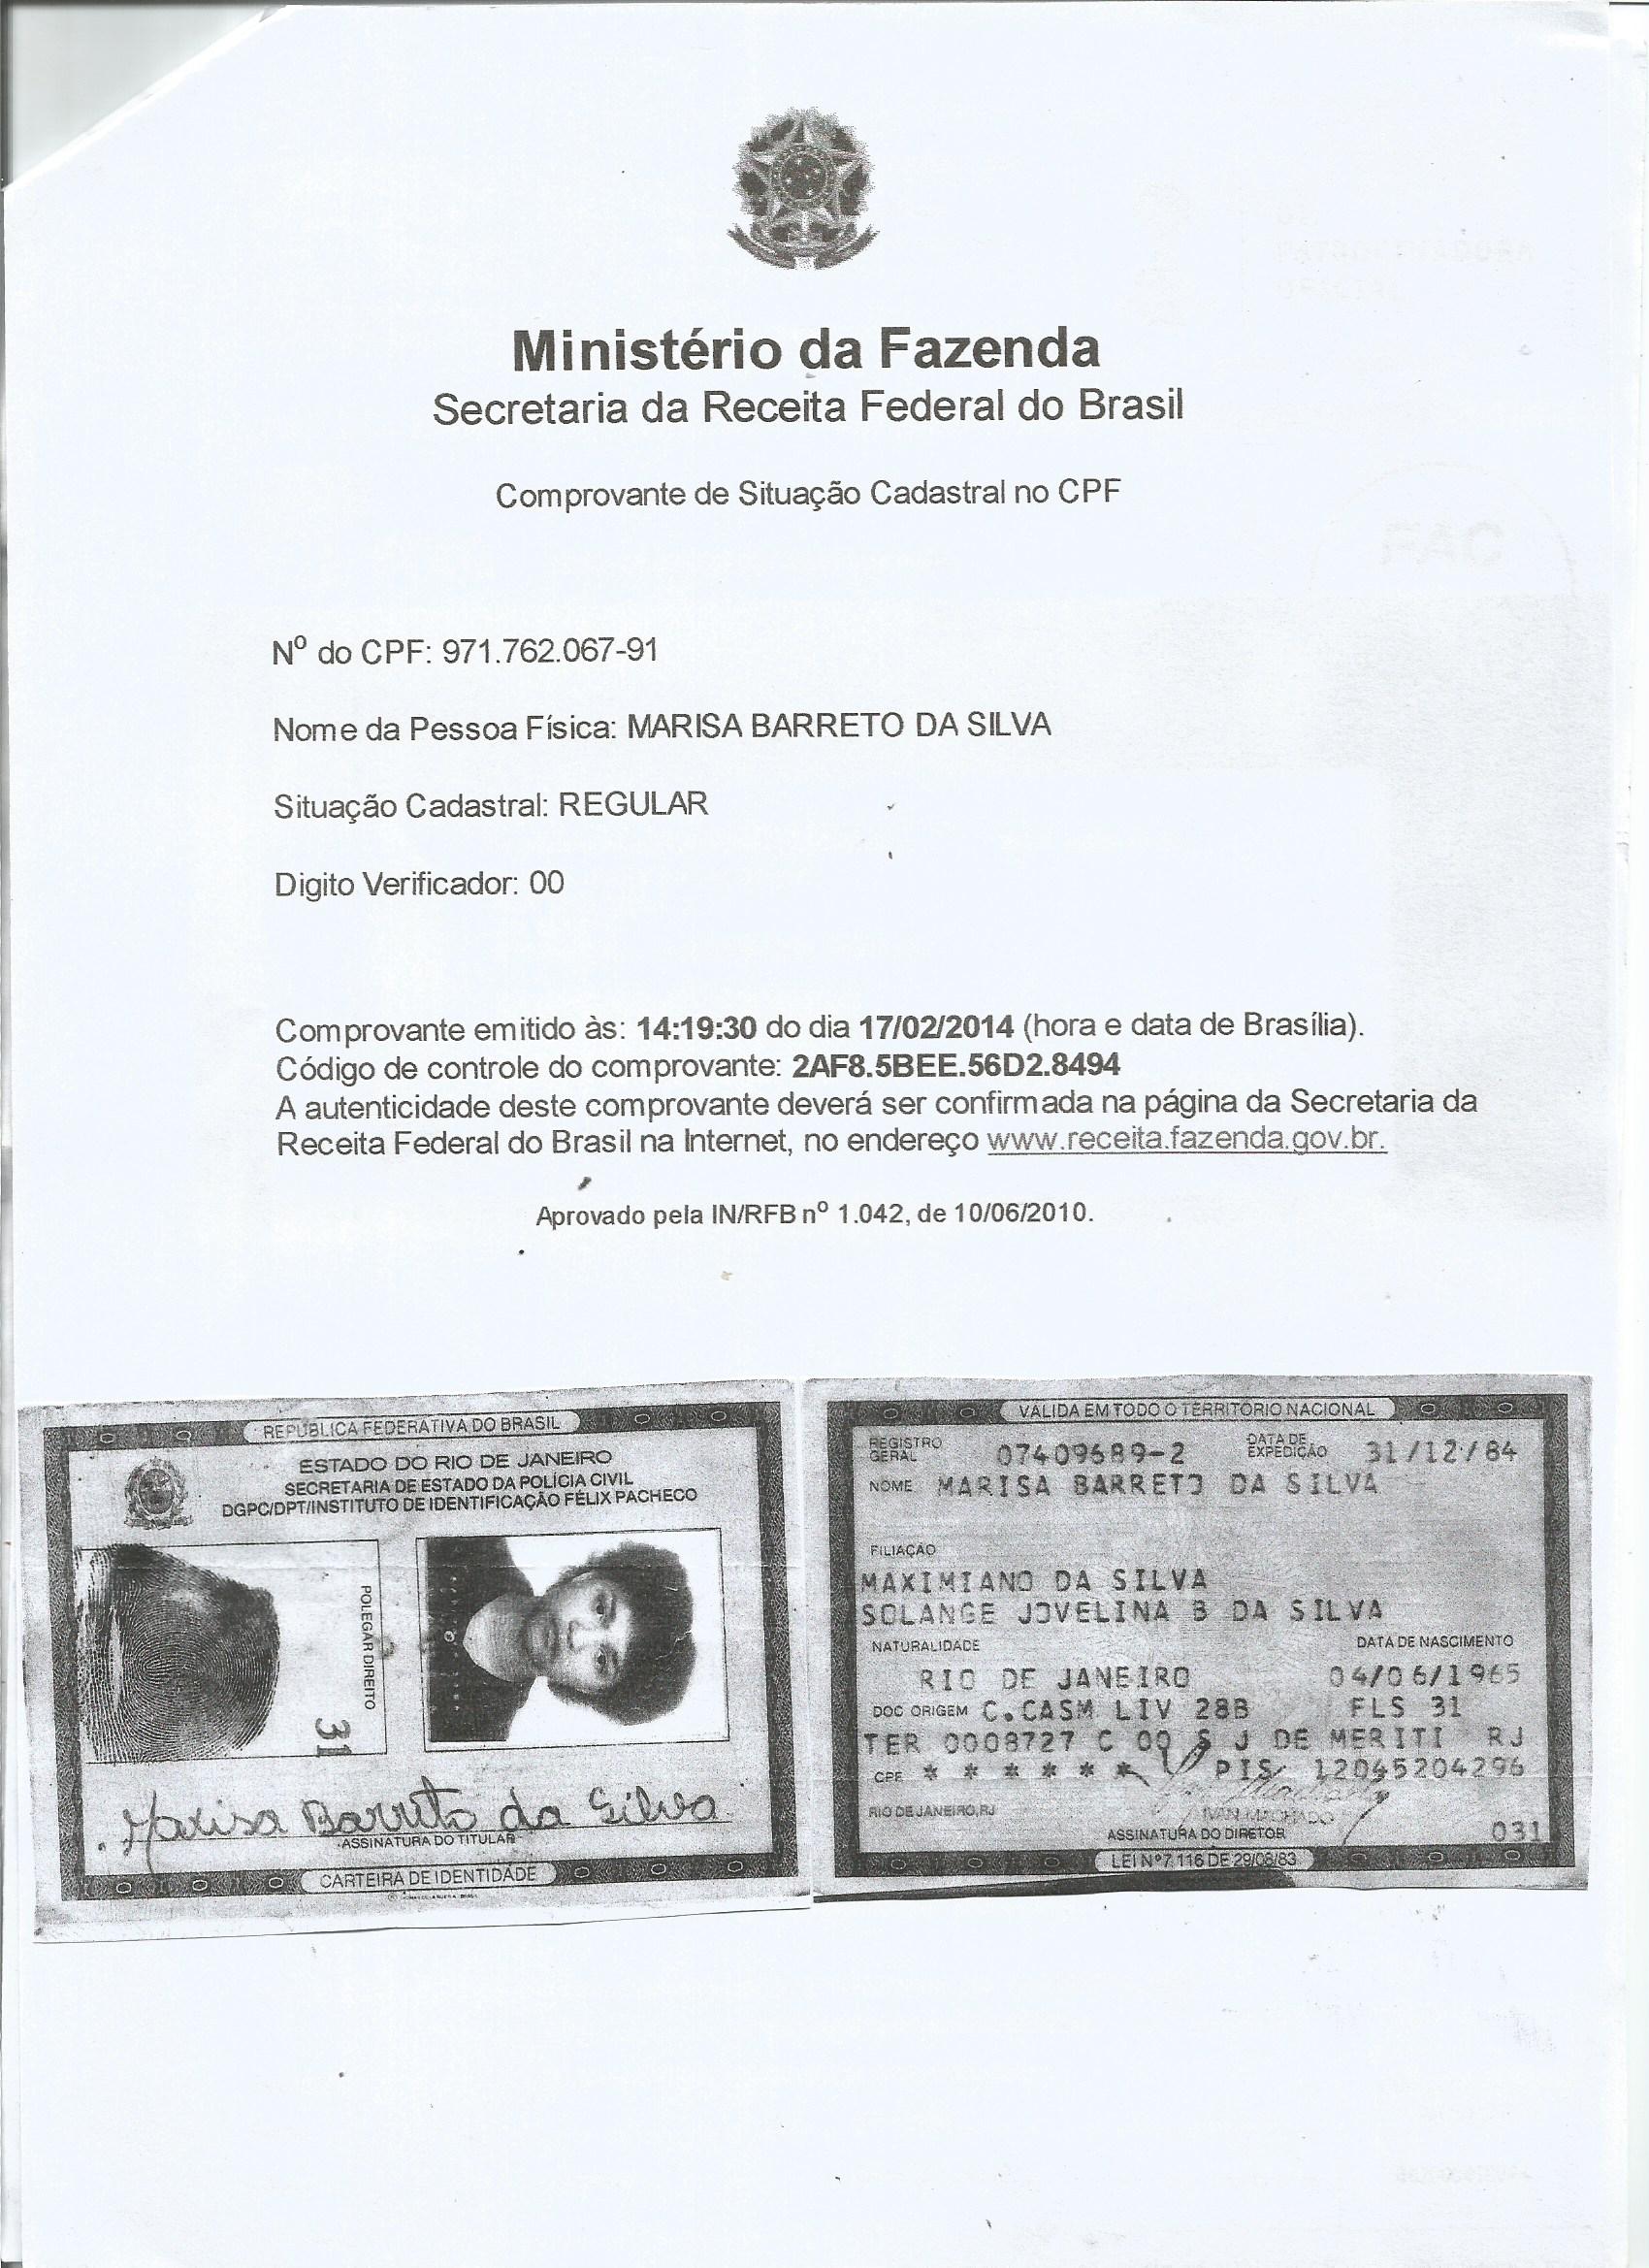 Ministério da Fazenda
Secretaria da Receita Federal do Brasil
Comprovante de Situação Cadastral no CPF
Nº do CPF: 971.762.067-91
Nome da Pessoa Física: MARISA BARRETO DA SILVA
Situação Cadastral: REGULAR
Digito Verificador: 00
Comprovante emitido às: 14:19:30 do dia 17/02/2014 (hora e data de Brasília).
Código de controle do comprovante: 2AF8.5BEE.56D2.8494
A autenticidade deste comprovante deverá ser confirmada na página da Secretaria da
Receita Federal do Brasil na Internet, no endereço www.receita.fazenda.gov.br.
Aprovado pela IN/RFB nº 1.042, de 10/06/2010.
REPÚBLICA FEDERATIVA DO BRASIL
ESTADO DO RIO DE JANEIRO
SECRETARIA DE ESTADO DA POLÍCIA CIVIL
DGPC/DPT/INSTITUTO DE IDENTIFICAÇÃO FÉLIX PACHECO
POLEGAR DIREITO
31
Marisa Barreto da Silva
ASSINATURA DO TITULAR
CARTEIRA DE IDENTIDADE
VÁLIDA EM TODO O TERRITÓRIO NACIONAL
REGISTRO GERAL 07409689-2 DATA DE EXPEDIÇÃO 31/12/84
NOME MARISA BARRETO DA SILVA
FILIAÇÃO
MAXIMIANO DA SILVA
SOLANGE JOVELINA B DA SILVA
NATURALIDADE DATA DE NASCIMENTO
RIO DE JANEIRO 04/06/1965
DOC ORIGEM C.CASM LIV 28B FLS 31
TER 0008727 C 00 S J DE MERITI RJ
CPF * * * * * * PIS 12045204296
RIO DE JANEIRO,RJ IVAN MACHADO
ASSINATURA DO DIRETOR 031
LEI Nº 7.116 DE 29/08/83